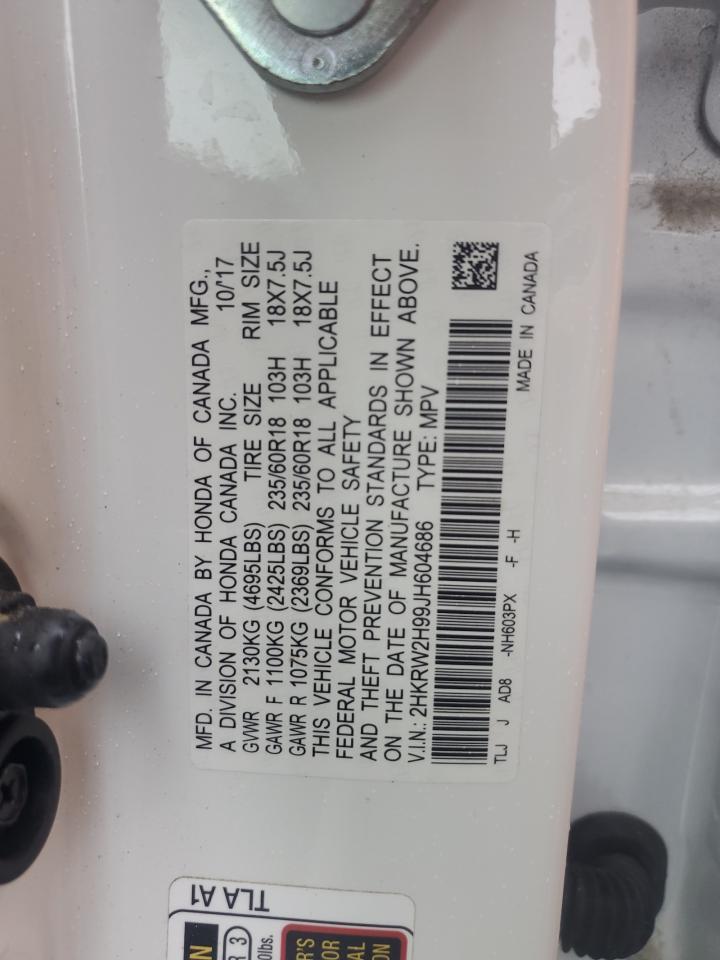 MFD. IN CANADA BY HONDA OF CANADA MFG.,
A DIVISION OF HONDA CANADA INC. 10/'17
GVWR 2130KG (4695LBS) TIRE SIZE RIM SIZE
GAWR F 1100KG (2425LBS) 235/60R18 103H 18X7.5J
GAWR R 1075KG (2369LBS) 235/60R18 103H 18X7.5J
THIS VEHICLE CONFORMS TO ALL APPLICABLE
FEDERAL MOTOR VEHICLE SAFETY
AND THEFT PREVENTION STANDARDS IN EFFECT
ON THE DATE OF MANUFACTURE SHOWN ABOVE.
V.I.N.: 2HKRW2H99JH604686 TYPE: MPV
TLJ J AD8 -NH603PX -F -H
MADE IN CANADA
TLA A1